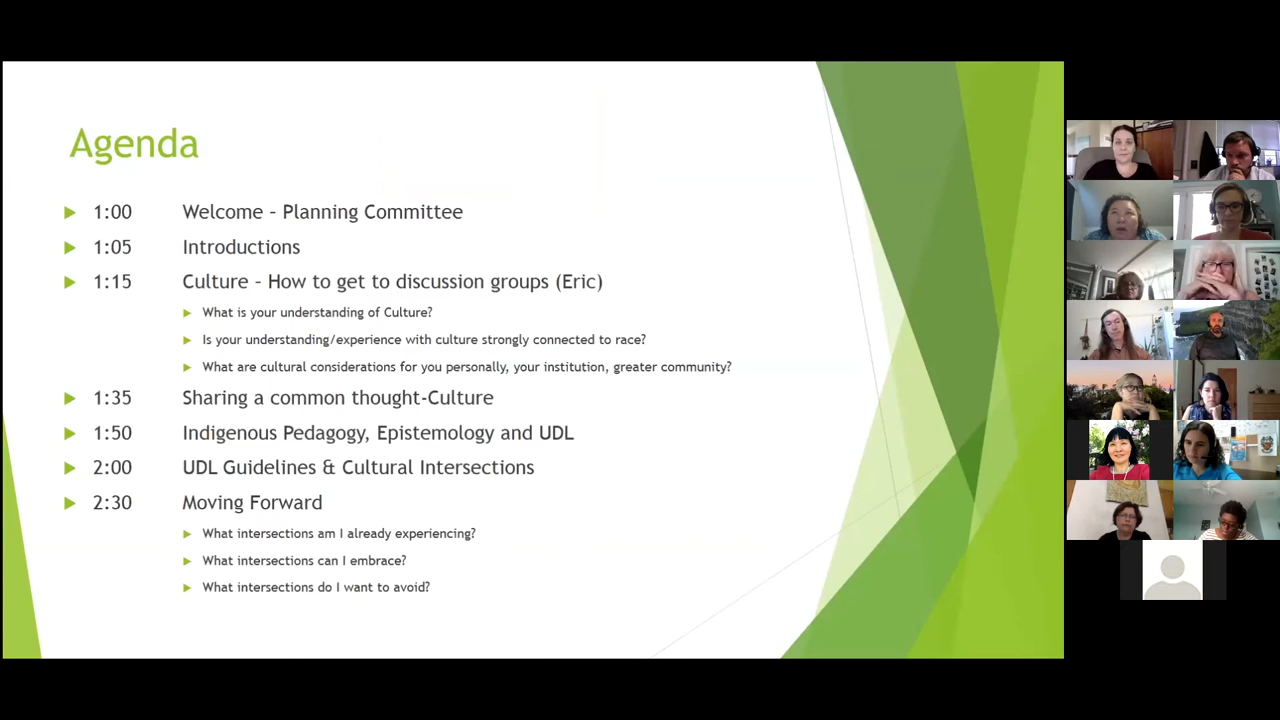 Agenda
1:00 Welcome – Planning Committee
1:05 Introductions
1:15 Culture – How to get to discussion groups (Eric)
What is your understanding of Culture?
Is your understanding/experience with culture strongly connected to race?
What are cultural considerations for you personally, your institution, greater community?
1:35 Sharing a common thought-Culture
1:50 Indigenous Pedagogy, Epistemology and UDL
2:00 UDL Guidelines & Cultural Intersections
2:30 Moving Forward
What intersections am I already experiencing?
What intersections can I embrace?
What intersections do I want to avoid?